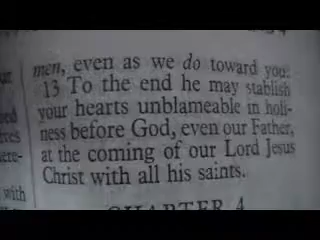 men, even as we do toward you:
13 To the end he may stablish
your hearts unblameable in holi-
ness before God, even our Father,
at the coming of our Lord Jesus
Christ with all his saints.
with
CHAPTER 4